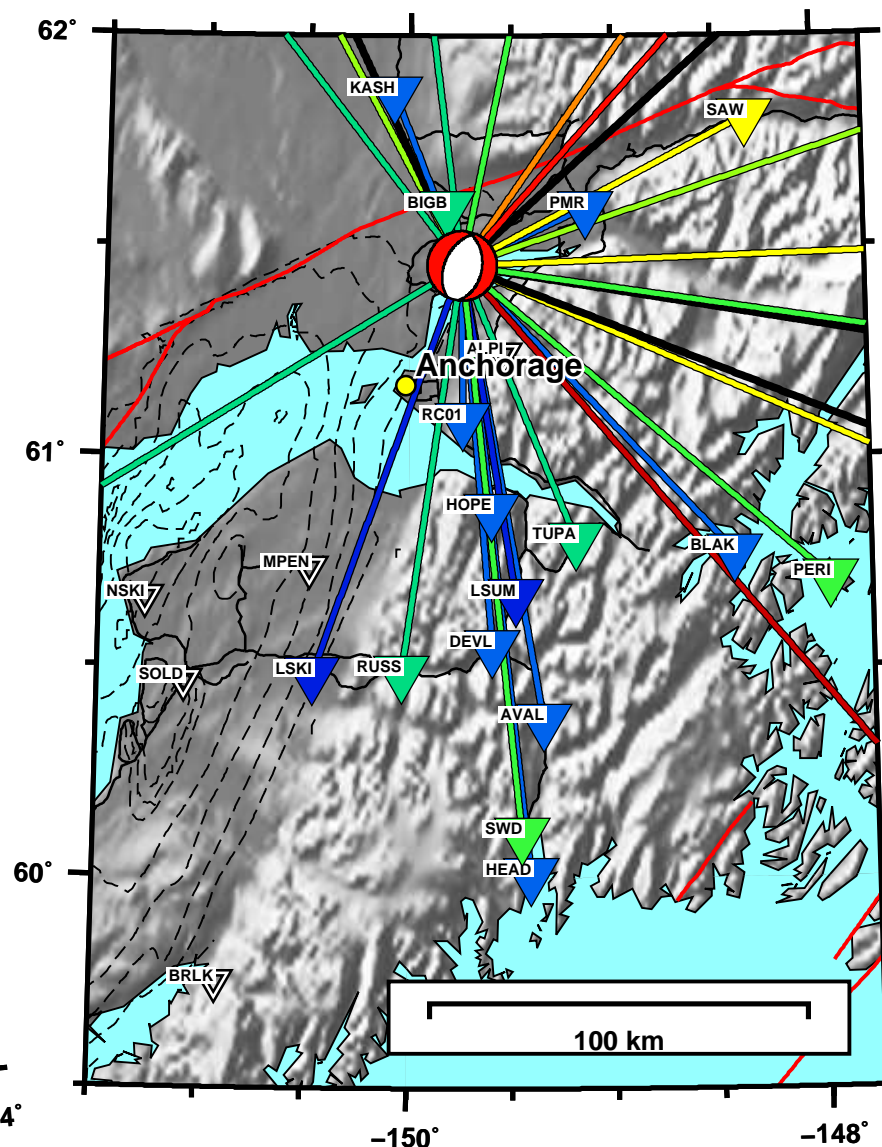 62°
KASH
SAW
BIGB
PMR
ALPI
Anchorage
RC01
61°
HOPE
TUPA
BLAK
MPEN
PERI
NSKI
LSUM
DEVL
SOLD
LSKI
RUSS
AVAL
SWD
60°
HEAD
BRLK
100 km
4°
−150°
−148°